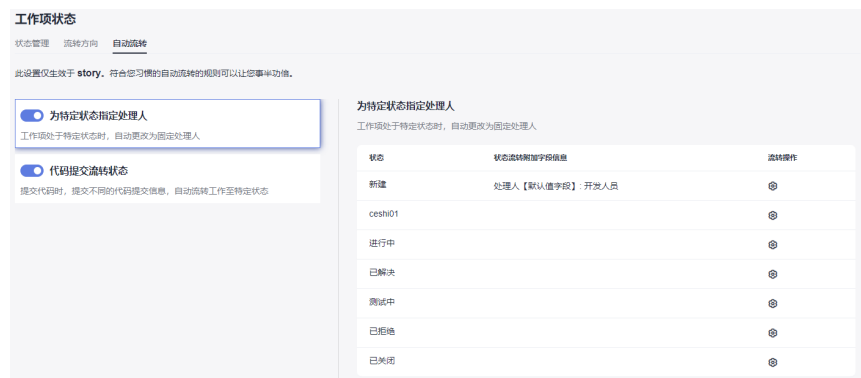 工作项状态
状态管理 流转方向 自动流转
此设置仅生效于 story。符合您习惯的自动流转的规则可以让您事半功倍。
为特定状态指定处理人
工作项处于特定状态时，自动更改为固定处理人
代码提交流转状态
提交代码时，提交不同的代码提交信息，自动流转工作至特定状态
为特定状态指定处理人
工作项处于特定状态时，自动更改为固定处理人
状态 状态流转附加字段信息 流转操作
新建 处理人【默认值字段】: 开发人员
ceshi01
进行中
已解决
测试中
已拒绝
已关闭